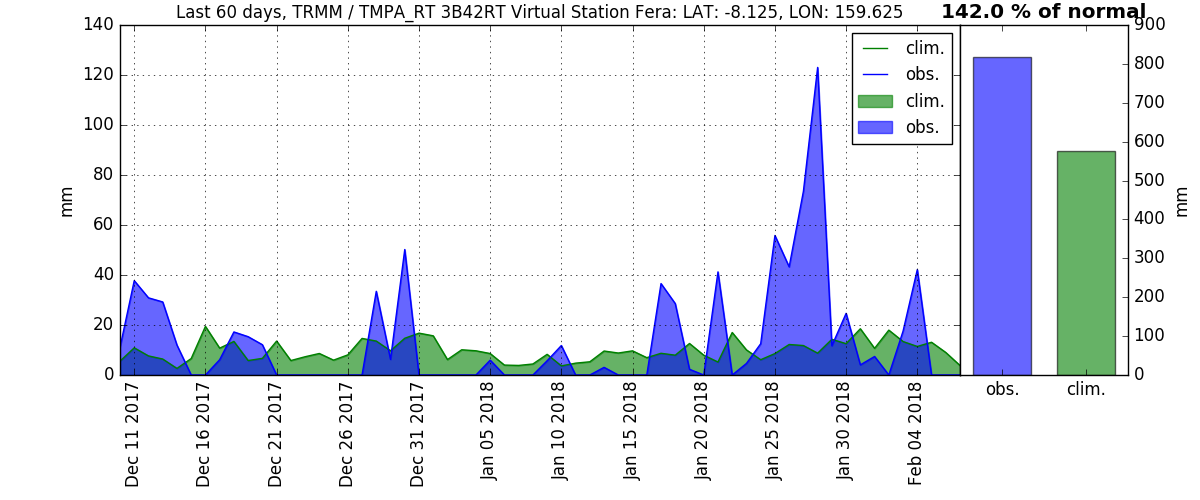 Last 60 days, TRMM / TMPA_RT 3B42RT Virtual Station Fera: LAT: -8.125, LON: 159.625
142.0 % of normal
140
120
100
80
60
40
20
0
mm
clim.
obs.
clim.
obs.
Dec 11 2017
Dec 16 2017
Dec 21 2017
Dec 26 2017
Dec 31 2017
Jan 05 2018
Jan 10 2018
Jan 15 2018
Jan 20 2018
Jan 25 2018
Jan 30 2018
Feb 04 2018
900
800
700
600
500
400
300
200
100
0
mm
obs.
clim.